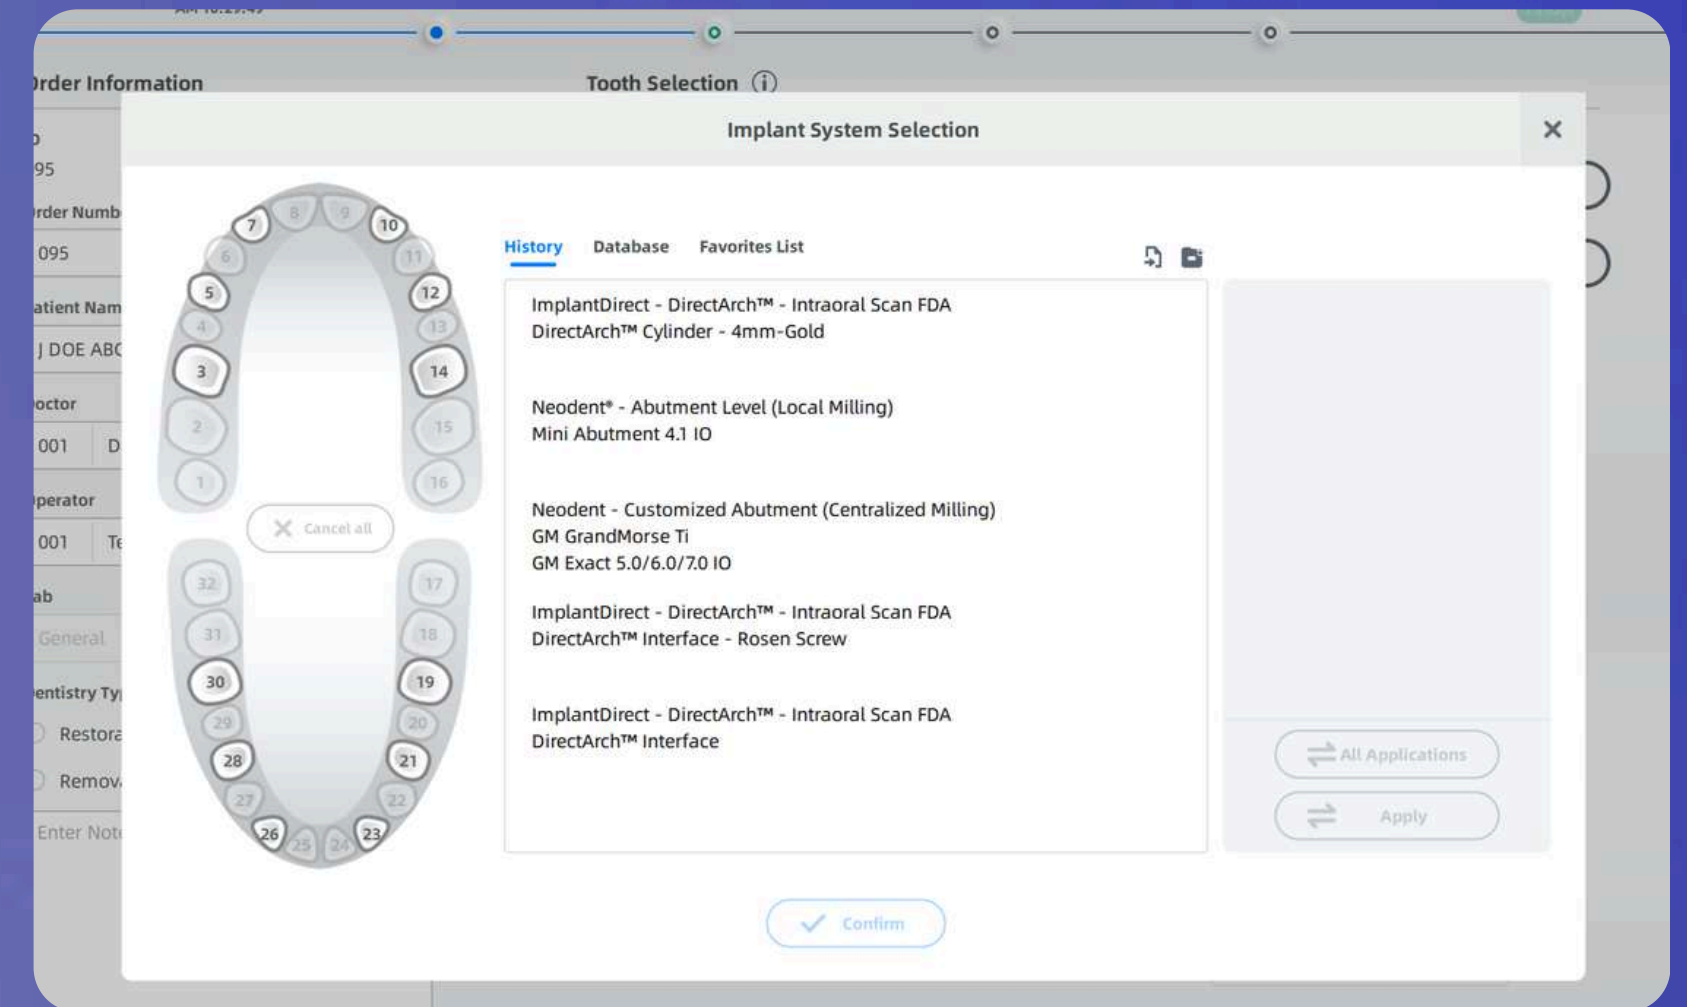 Order Information
Tooth Selection
Implant System Selection
95
Order Numb
095
Patient Nam
J DOE ABC
Doctor
001 D
Operator
001 Te
Lab
General
Dentistry Ty
Restora
Remov
Enter Note
7 8 9 10
6 11
5 12
4 13
3 14
2 15
1 16
Cancel all
32 17
31 18
30 19
29 20
28 21
27 22
26 25 24 23
History Database Favorites List
ImplantDirect - DirectArch™ - Intraoral Scan FDA
DirectArch™ Cylinder - 4mm-Gold
Neodent® - Abutment Level (Local Milling)
Mini Abutment 4.1 IO
Neodent - Customized Abutment (Centralized Milling)
GM GrandMorse Ti
GM Exact 5.0/6.0/7.0 IO
ImplantDirect - DirectArch™ - Intraoral Scan FDA
DirectArch™ Interface - Rosen Screw
ImplantDirect - DirectArch™ - Intraoral Scan FDA
DirectArch™ Interface
All Applications
Apply
Confirm